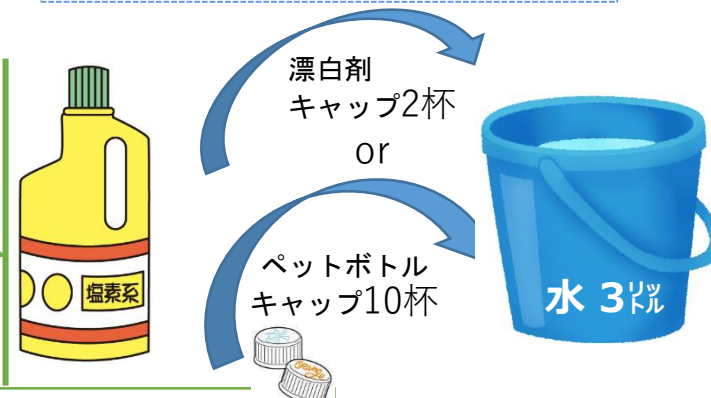 漂白剤
キャップ2杯
or
ペットボトル
キャップ10杯
塩素系
水 3リットル
Orange